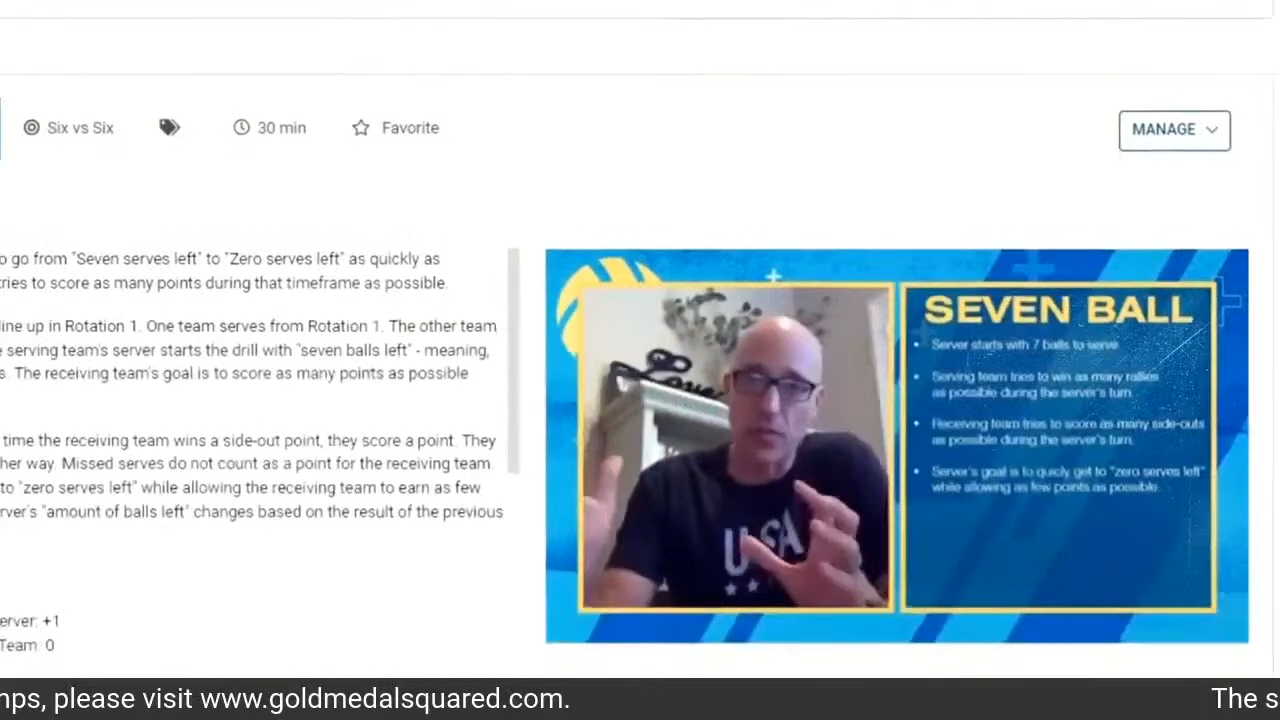 Six vs Six
30 min
Favorite
MANAGE
o go from "Seven serves left" to "Zero serves left" as quickly as
ries to score as many points during that timeframe as possible.
line up in Rotation 1. One team serves from Rotation 1. The other team
e serving team's server starts the drill with "seven balls left" - meaning,
s. The receiving team's goal is to score as many points as possible
time the receiving team wins a side-out point, they score a point. They
her way. Missed serves do not count as a point for the receiving team.
to "zero serves left" while allowing the receiving team to earn as few
rver's "amount of balls left" changes based on the result of the previous
erver: +1
Team: 0
Love
USA
SEVEN BALL
• Server starts with 7 balls to serve
• Serving team tries to win as many rallies
as possible during the server's turn.
• Receiving team tries to score as many side-outs
as possible during the server's turn.
• Server's goal is to quicly get to "zero serves left"
while allowing as few points as possible.
mps, please visit www.goldmedalsquared.com.
The s